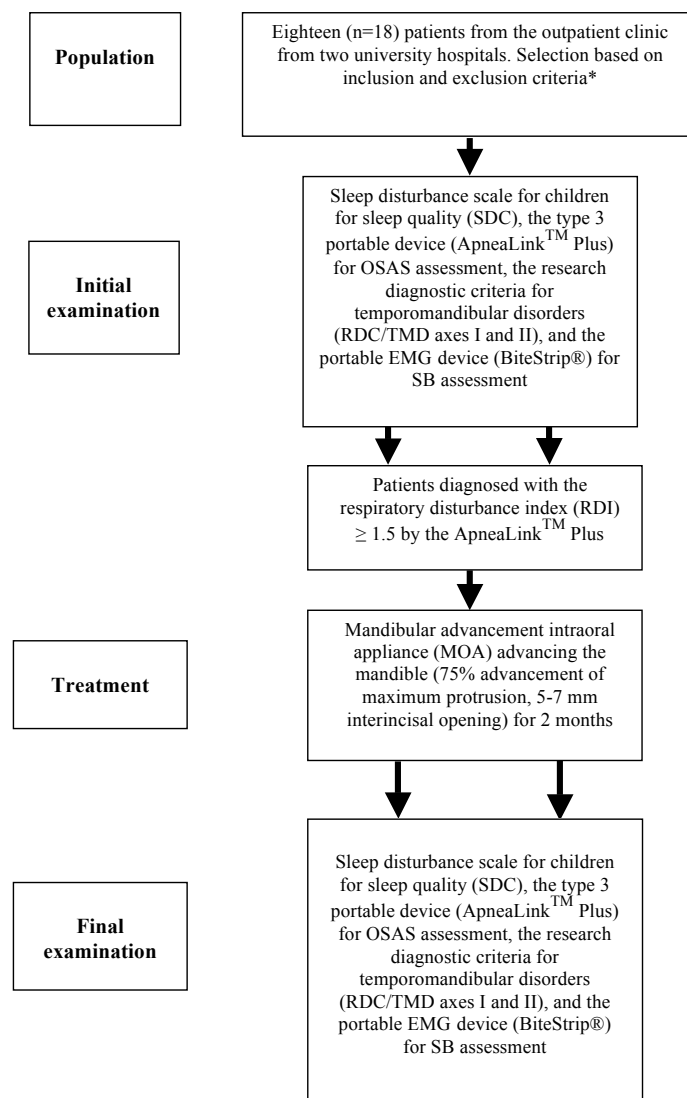 Population
Eighteen (n=18) patients from the outpatient clinic
from two university hospitals. Selection based on
inclusion and exclusion criteria*
Initial
examination
Sleep disturbance scale for children
for sleep quality (SDC), the type 3
portable device (ApneaLink™ Plus)
for OSAS assessment, the research
diagnostic criteria for
temporomandibular disorders
(RDC/TMD axes I and II), and the
portable EMG device (BiteStrip®) for
SB assessment
Patients diagnosed with the
respiratory disturbance index (RDI)
≥ 1.5 by the ApneaLink™ Plus
Treatment
Mandibular advancement intraoral
appliance (MOA) advancing the
mandible (75% advancement of
maximum protrusion, 5-7 mm
interincisal opening) for 2 months
Final
examination
Sleep disturbance scale for children
for sleep quality (SDC), the type 3
portable device (ApneaLink™ Plus)
for OSAS assessment, the research
diagnostic criteria for
temporomandibular disorders
(RDC/TMD axes I and II), and the
portable EMG device (BiteStrip®)
for SB assessment